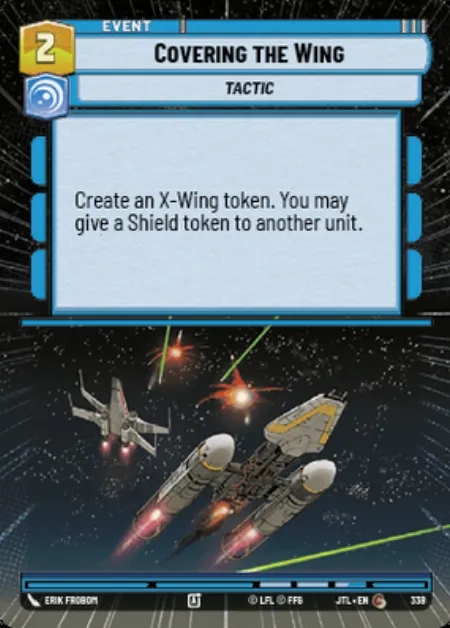 EVENT
2
COVERING THE WING
TACTIC
Create an X-Wing token. You may
give a Shield token to another unit.
ERIK FROBOM
© LFL © FFG
JTL • EN
338